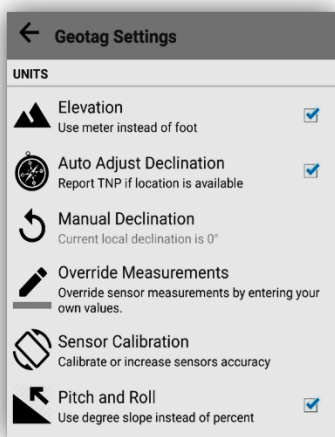 Geotag Settings
UNITS
Elevation
Use meter instead of foot
Auto Adjust Declination
Report TNP if location is available
Manual Declination
Current local declination is 0°
Override Measurements
Override sensor measurements by entering your
own values.
Sensor Calibration
Calibrate or increase sensors accuracy
Pitch and Roll
Use degree slope instead of percent